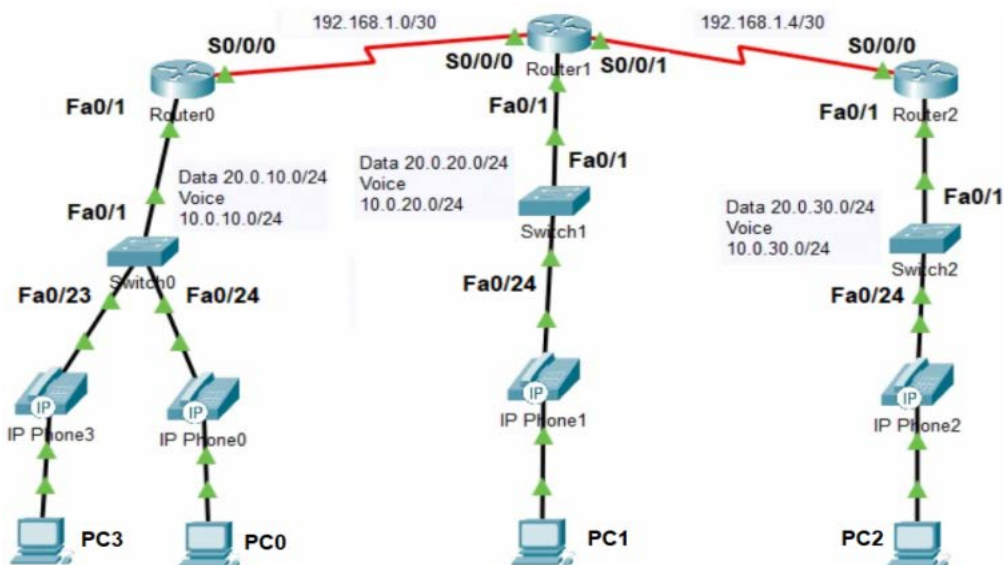 192.168.1.0/30
192.168.1.4/30
S0/0/0
S0/0/0
Router1
S0/0/1
S0/0/0
Fa0/1
Router0
Fa0/1
Fa0/1
Router2
Data 20.0.10.0/24
Voice
10.0.10.0/24
Data 20.0.20.0/24
Voice
10.0.20.0/24
Fa0/1
Fa0/1
Data 20.0.30.0/24
Voice
10.0.30.0/24
Fa0/1
Switch0
Switch1
Switch2
Fa0/23
Fa0/24
Fa0/24
Fa0/24
IP
IP
IP
IP
IP Phone3
IP Phone0
IP Phone1
IP Phone2
PC3
PC0
PC1
PC2